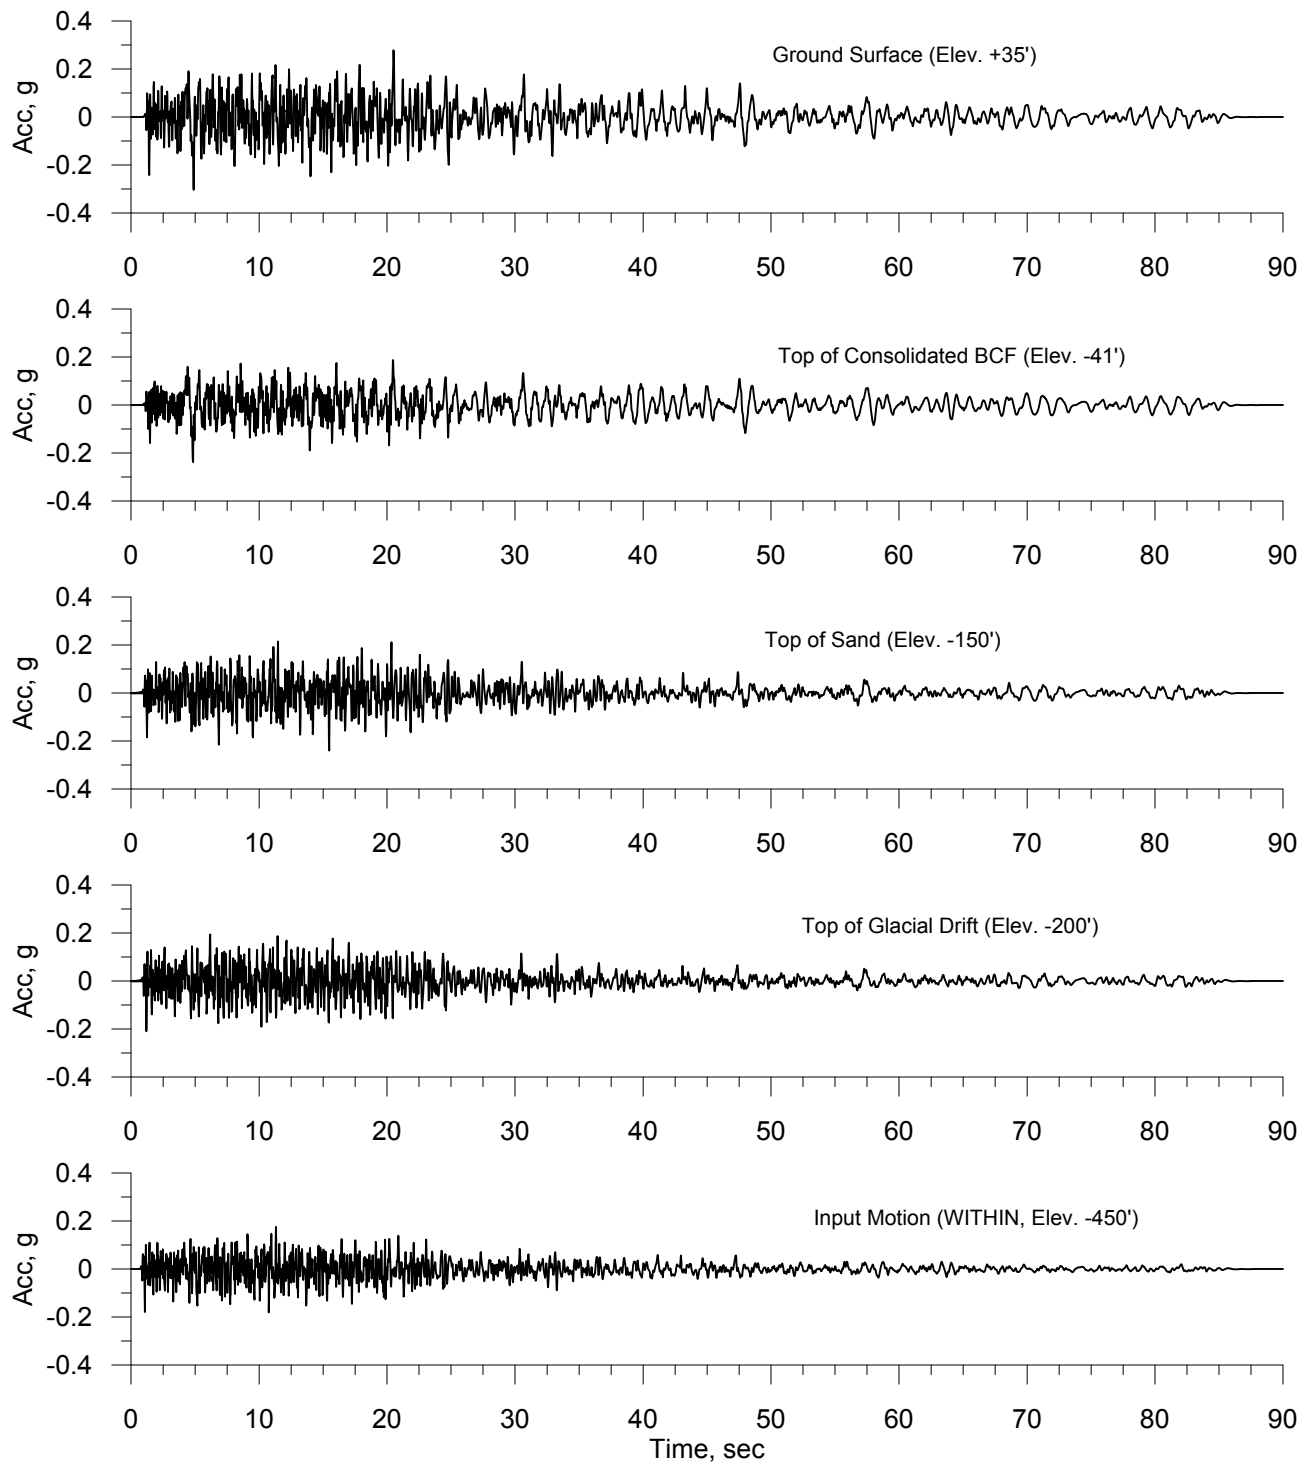 0.4
Ground Surface (Elev. +35')
0.2
Acc, g
0
-0.2
-0.4
0 10 20 30 40 50 60 70 80 90
0.4
Top of Consolidated BCF (Elev. -41')
0.2
Acc, g
0
-0.2
-0.4
0 10 20 30 40 50 60 70 80 90
0.4
Top of Sand (Elev. -150')
0.2
Acc, g
0
-0.2
-0.4
0 10 20 30 40 50 60 70 80 90
0.4
Top of Glacial Drift (Elev. -200')
0.2
Acc, g
0
-0.2
-0.4
0 10 20 30 40 50 60 70 80 90
0.4
Input Motion (WITHIN, Elev. -450')
0.2
Acc, g
0
-0.2
-0.4
0 10 20 30 40 50 60 70 80 90
Time, sec